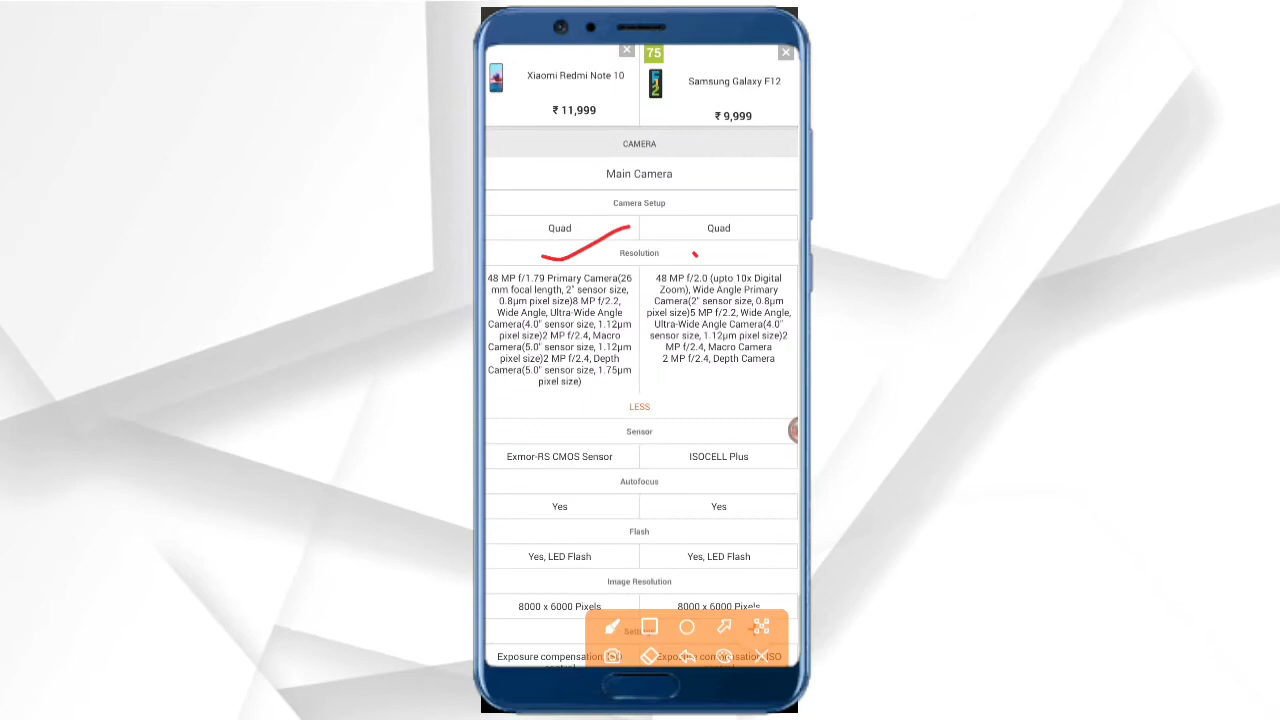 75
Xiaomi Redmi Note 10
Samsung Galaxy F12
₹ 11,999
₹ 9,999
CAMERA
Main Camera
Camera Setup
Quad
Quad
Resolution
48 MP f/1.79 Primary Camera(26
mm focal length, 2" sensor size,
0.8µm pixel size)8 MP f/2.2,
Wide Angle, Ultra-Wide Angle
Camera(4.0" sensor size, 1.12µm
pixel size)2 MP f/2.4, Macro
Camera(5.0" sensor size, 1.12µm
pixel size)2 MP f/2.4, Depth
Camera(5.0" sensor size, 1.75µm
pixel size)
48 MP f/2.0 (upto 10x Digital
Zoom), Wide Angle Primary
Camera(2" sensor size, 0.8µm
pixel size)5 MP f/2.2, Wide Angle,
Ultra-Wide Angle Camera(4.0"
sensor size, 1.12µm pixel size)2
MP f/2.4, Macro Camera
2 MP f/2.4, Depth Camera
LESS
Sensor
Exmor-RS CMOS Sensor
ISOCELL Plus
Autofocus
Yes
Yes
Flash
Yes, LED Flash
Yes, LED Flash
Image Resolution
8000 x 6000 Pixels
8000 x 6000 Pixels
Exposure compensation, ISO
Exposure compensation, ISO